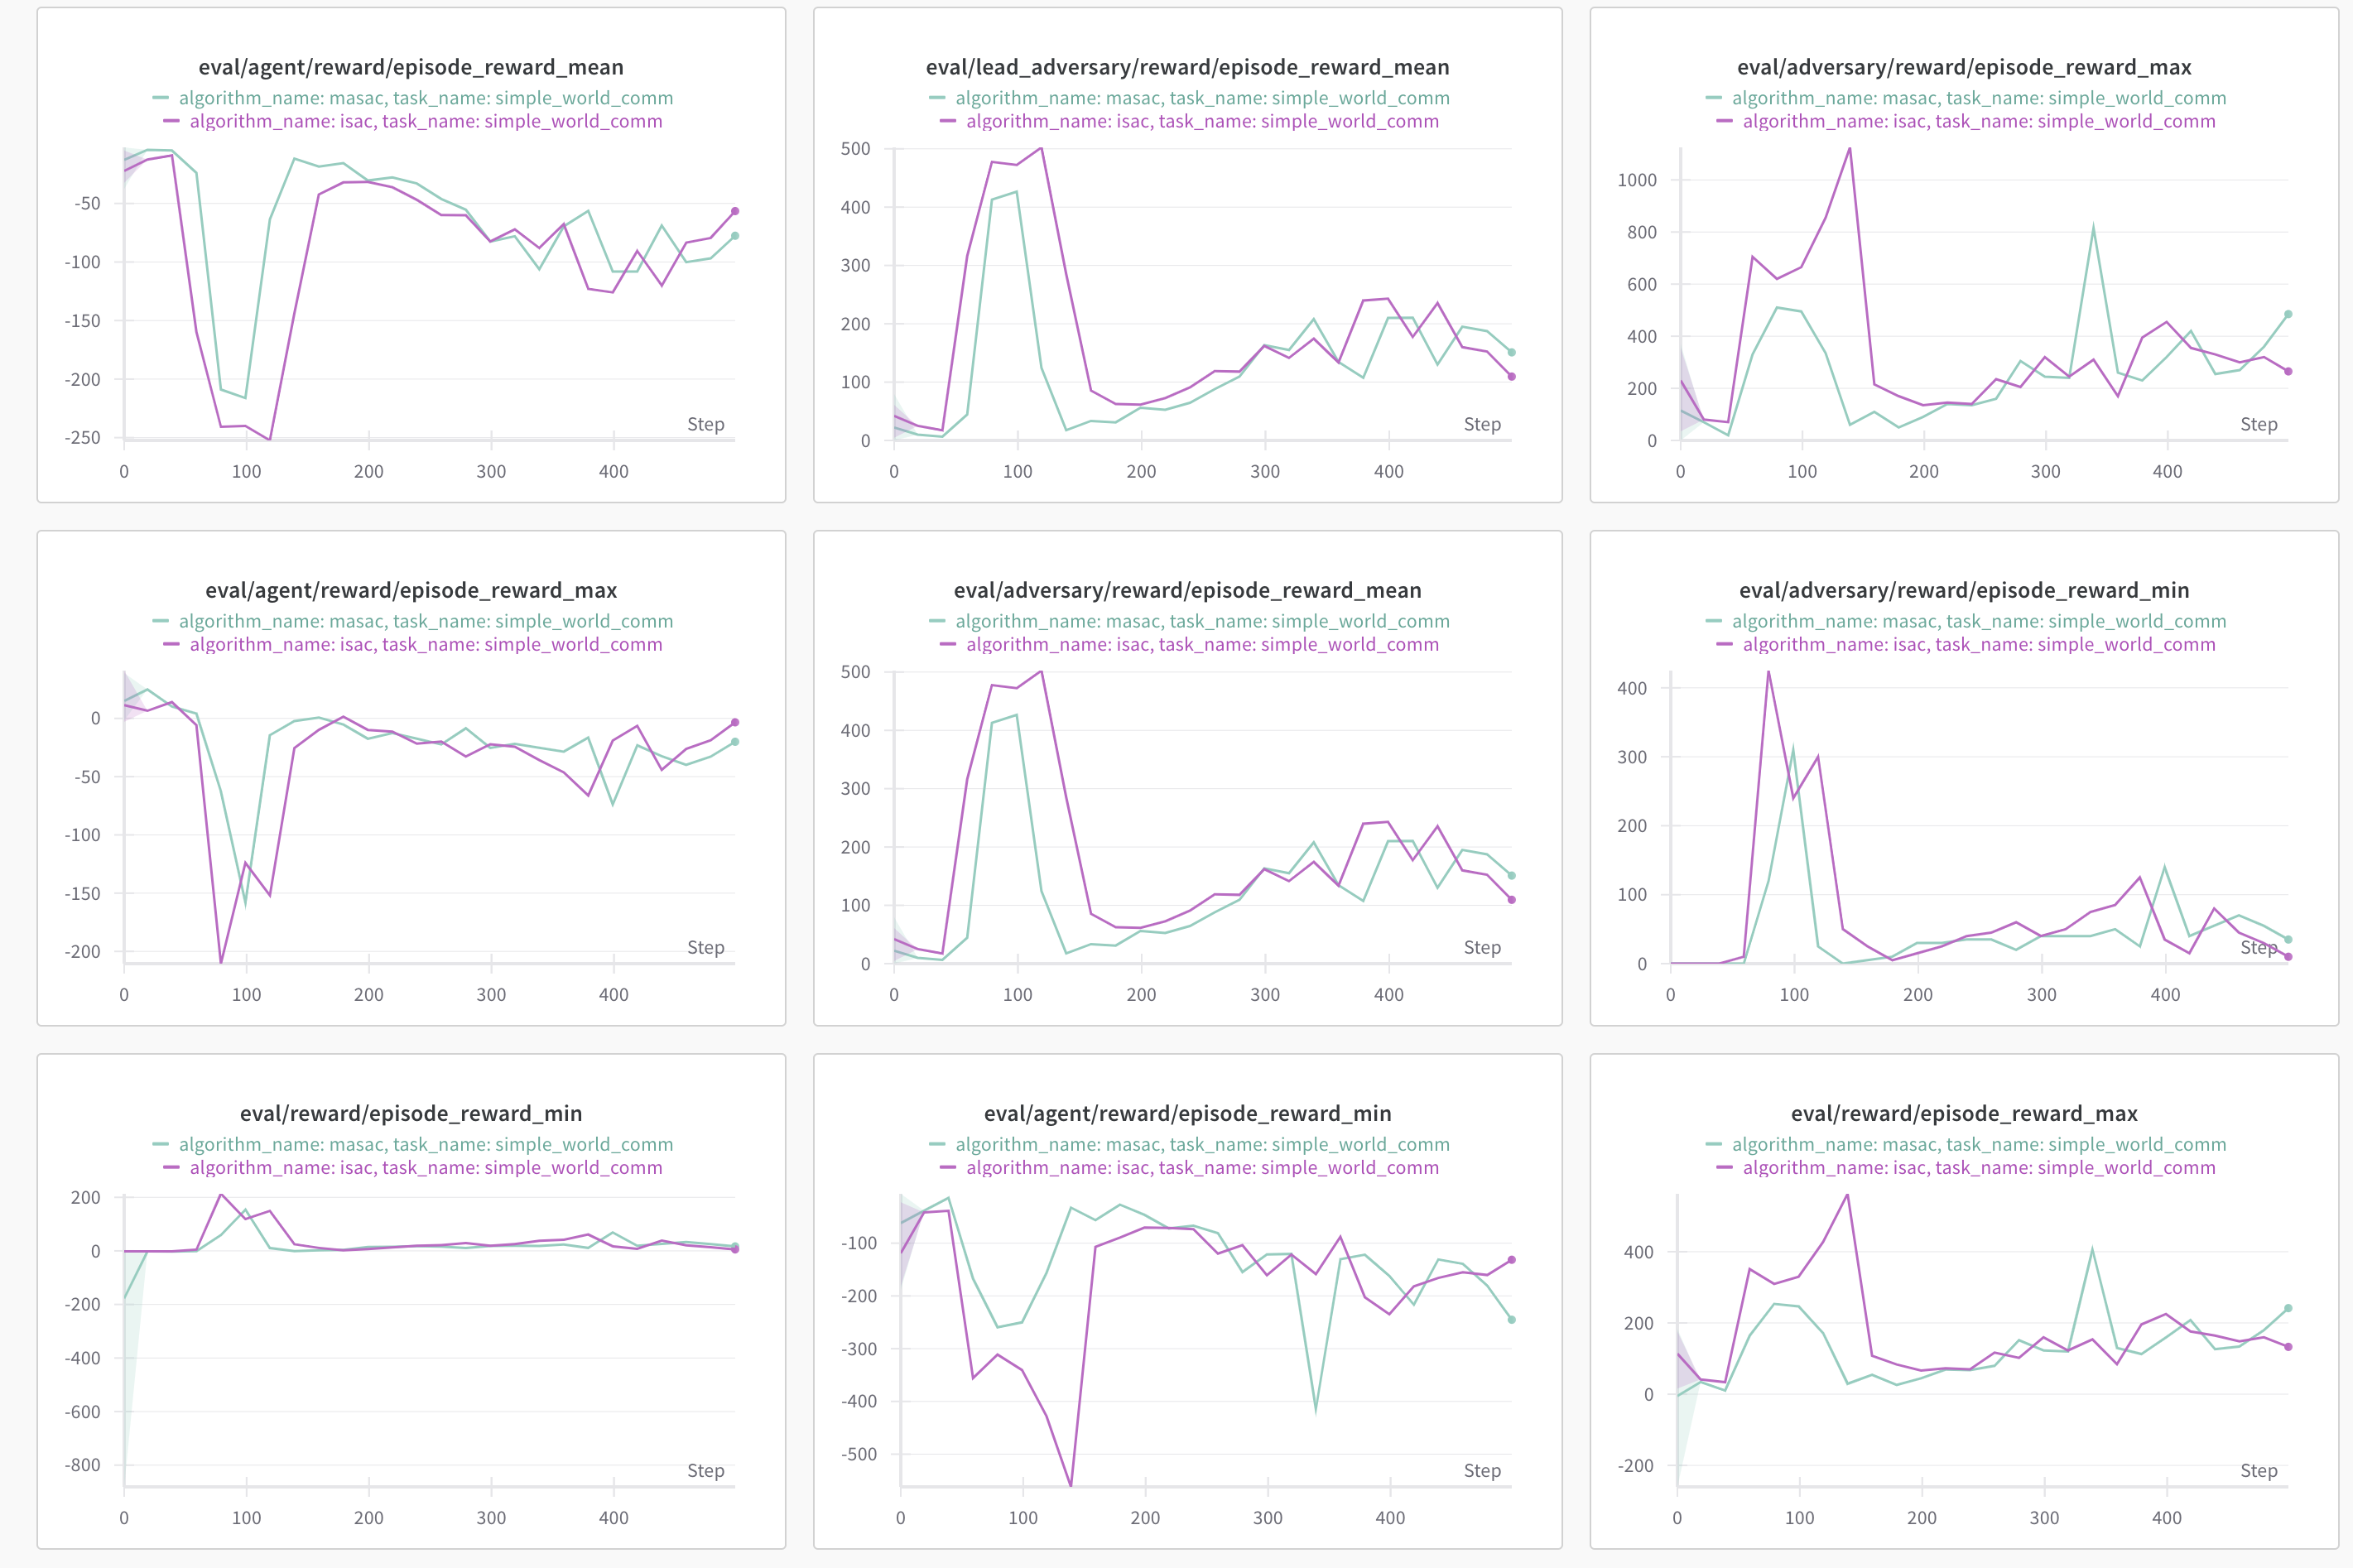 eval/agent/reward/episode_reward_mean
algorithm_name: masac, task_name: simple_world_comm
algorithm_name: isac, task_name: simple_world_comm
-50
-100
-150
-200
-250
Step
0 100 200 300 400
eval/lead_adversary/reward/episode_reward_mean
algorithm_name: masac, task_name: simple_world_comm
algorithm_name: isac, task_name: simple_world_comm
500
400
300
200
100
0
Step
0 100 200 300 400
eval/adversary/reward/episode_reward_max
algorithm_name: masac, task_name: simple_world_comm
algorithm_name: isac, task_name: simple_world_comm
1000
800
600
400
200
0
Step
0 100 200 300 400
eval/agent/reward/episode_reward_max
algorithm_name: masac, task_name: simple_world_comm
algorithm_name: isac, task_name: simple_world_comm
0
-50
-100
-150
-200
Step
0 100 200 300 400
eval/adversary/reward/episode_reward_mean
algorithm_name: masac, task_name: simple_world_comm
algorithm_name: isac, task_name: simple_world_comm
500
400
300
200
100
0
Step
0 100 200 300 400
eval/adversary/reward/episode_reward_min
algorithm_name: masac, task_name: simple_world_comm
algorithm_name: isac, task_name: simple_world_comm
400
300
200
100
0
Step
0 100 200 300 400
eval/reward/episode_reward_min
algorithm_name: masac, task_name: simple_world_comm
algorithm_name: isac, task_name: simple_world_comm
200
0
-200
-400
-600
-800
Step
0 100 200 300 400
eval/agent/reward/episode_reward_min
algorithm_name: masac, task_name: simple_world_comm
algorithm_name: isac, task_name: simple_world_comm
-100
-200
-300
-400
-500
Step
0 100 200 300 400
eval/reward/episode_reward_max
algorithm_name: masac, task_name: simple_world_comm
algorithm_name: isac, task_name: simple_world_comm
400
200
0
-200
Step
0 100 200 300 400